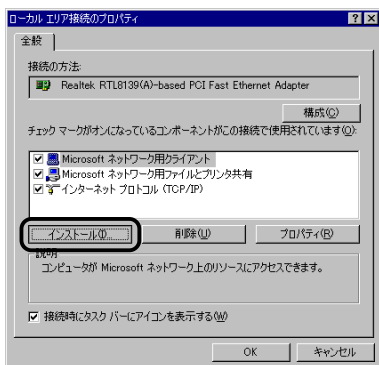 ローカル エリア接続のプロパティ
全般
接続の方法:
Realtek RTL8139(A)-based PCI Fast Ethernet Adapter
構成(C)
チェック マークがオンになっているコンポーネントがこの接続で使用されています(O):
Microsoft ネットワーク用クライアント
Microsoft ネットワーク用ファイルとプリンタ共有
インターネット プロトコル (TCP/IP)
インストール(I)... 削除(U) プロパティ(R)
説明
コンピュータが Microsoft ネットワーク上のリソースにアクセスできます。
接続時にタスク バーにアイコンを表示する(W)
OK キャンセル